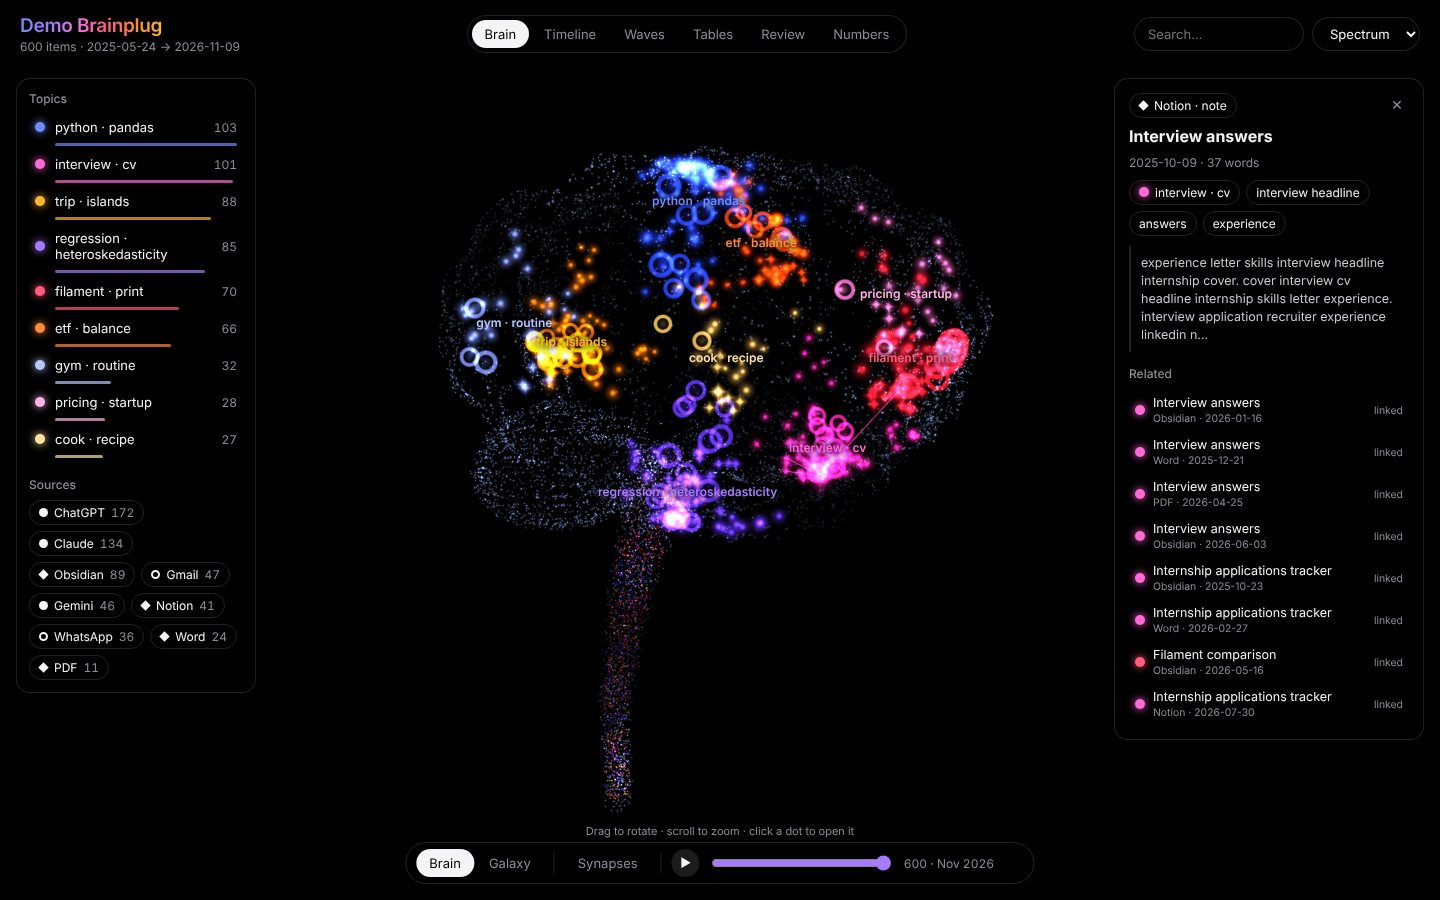 Demo Brainplug
600 items · 2025-05-24 → 2026-11-09
Brain
Timeline
Waves
Tables
Review
Numbers
Search...
Spectrum
Topics
python · pandas 103
interview · cv 101
trip · islands 88
regression ·
heteroskedasticity 85
filament · print 70
etf · balance 66
gym · routine 32
pricing · startup 28
cook · recipe 27
Sources
ChatGPT 172
Claude 134
Obsidian 89
Gmail 47
Gemini 46
Notion 41
WhatsApp 36
Word 24
PDF 11
python · pandas
etf · balance
pricing · startup
gym · routine
trip · islands
cook · recipe
filament · print
interview · cv
regression · heteroskedasticity
Notion · note
Interview answers
2025-10-09 · 37 words
interview · cv
interview headline
answers
experience
experience letter skills interview headline
internship cover. cover interview cv
headline internship skills letter experience.
interview application recruiter experience
linkedin n...
Related
Interview answers
Obsidian · 2026-01-16
linked
Interview answers
Word · 2025-12-21
linked
Interview answers
PDF · 2026-04-25
linked
Interview answers
Obsidian · 2026-06-03
linked
Internship applications tracker
Obsidian · 2025-10-23
linked
Internship applications tracker
Word · 2026-02-27
linked
Filament comparison
Obsidian · 2026-05-16
linked
Internship applications tracker
Notion · 2026-07-30
linked
Drag to rotate · scroll to zoom · click a dot to open it
Brain
Galaxy
Synapses
600 · Nov 2026